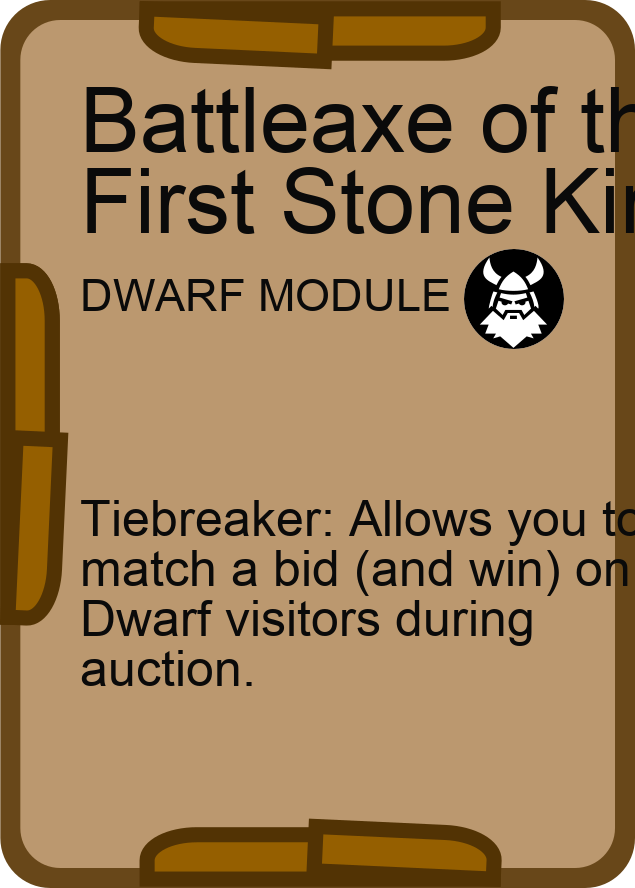 Battleaxe of th
First Stone Kin
DWARF MODULE
Tiebreaker: Allows you to
match a bid (and win) on
Dwarf visitors during
auction.